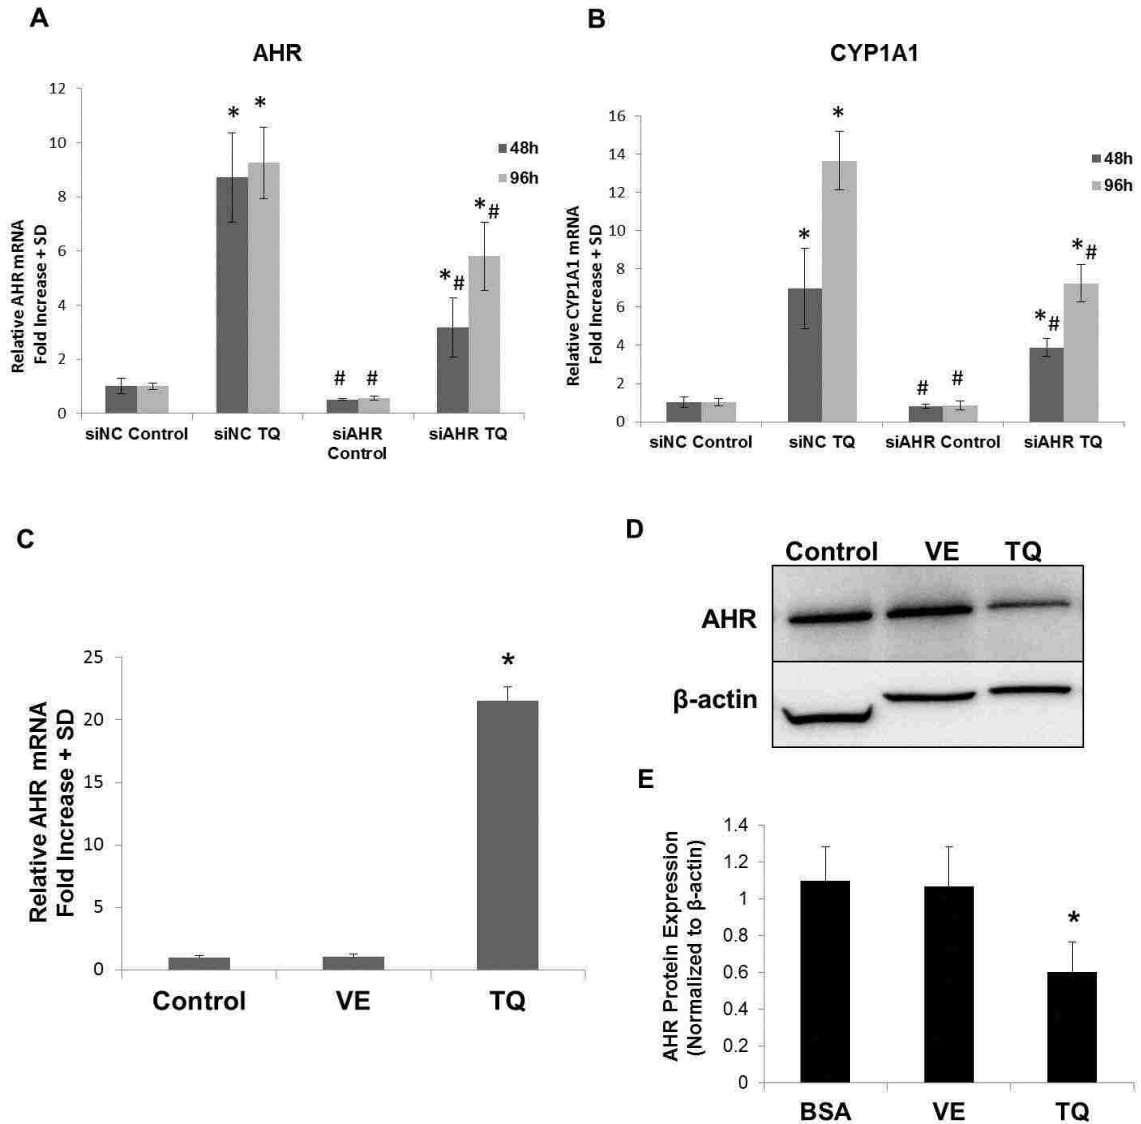 A
AHR
Relative AHR mRNA
Fold Increase + SD
12
10
8
6
4
2
0
* *
# #
*# *#
48h
96h
siNC Control siNC TQ siAHR Control siAHR TQ
B
CYP1A1
Relative CYP1A1 mRNA
Fold Increase + SD
16
14
12
10
8
6
4
2
0
* *
# #
*# *#
48h
96h
siNC Control siNC TQ siAHR Control siAHR TQ
C
Relative AHR mRNA
Fold Increase + SD
25
20
15
10
5
0
*
Control VE TQ
D
Control VE TQ
AHR
β-actin
E
AHR Protein Expression
(Normalized to β-actin)
1.4
1.2
1
0.8
0.6
0.4
0.2
0
*
BSA VE TQ